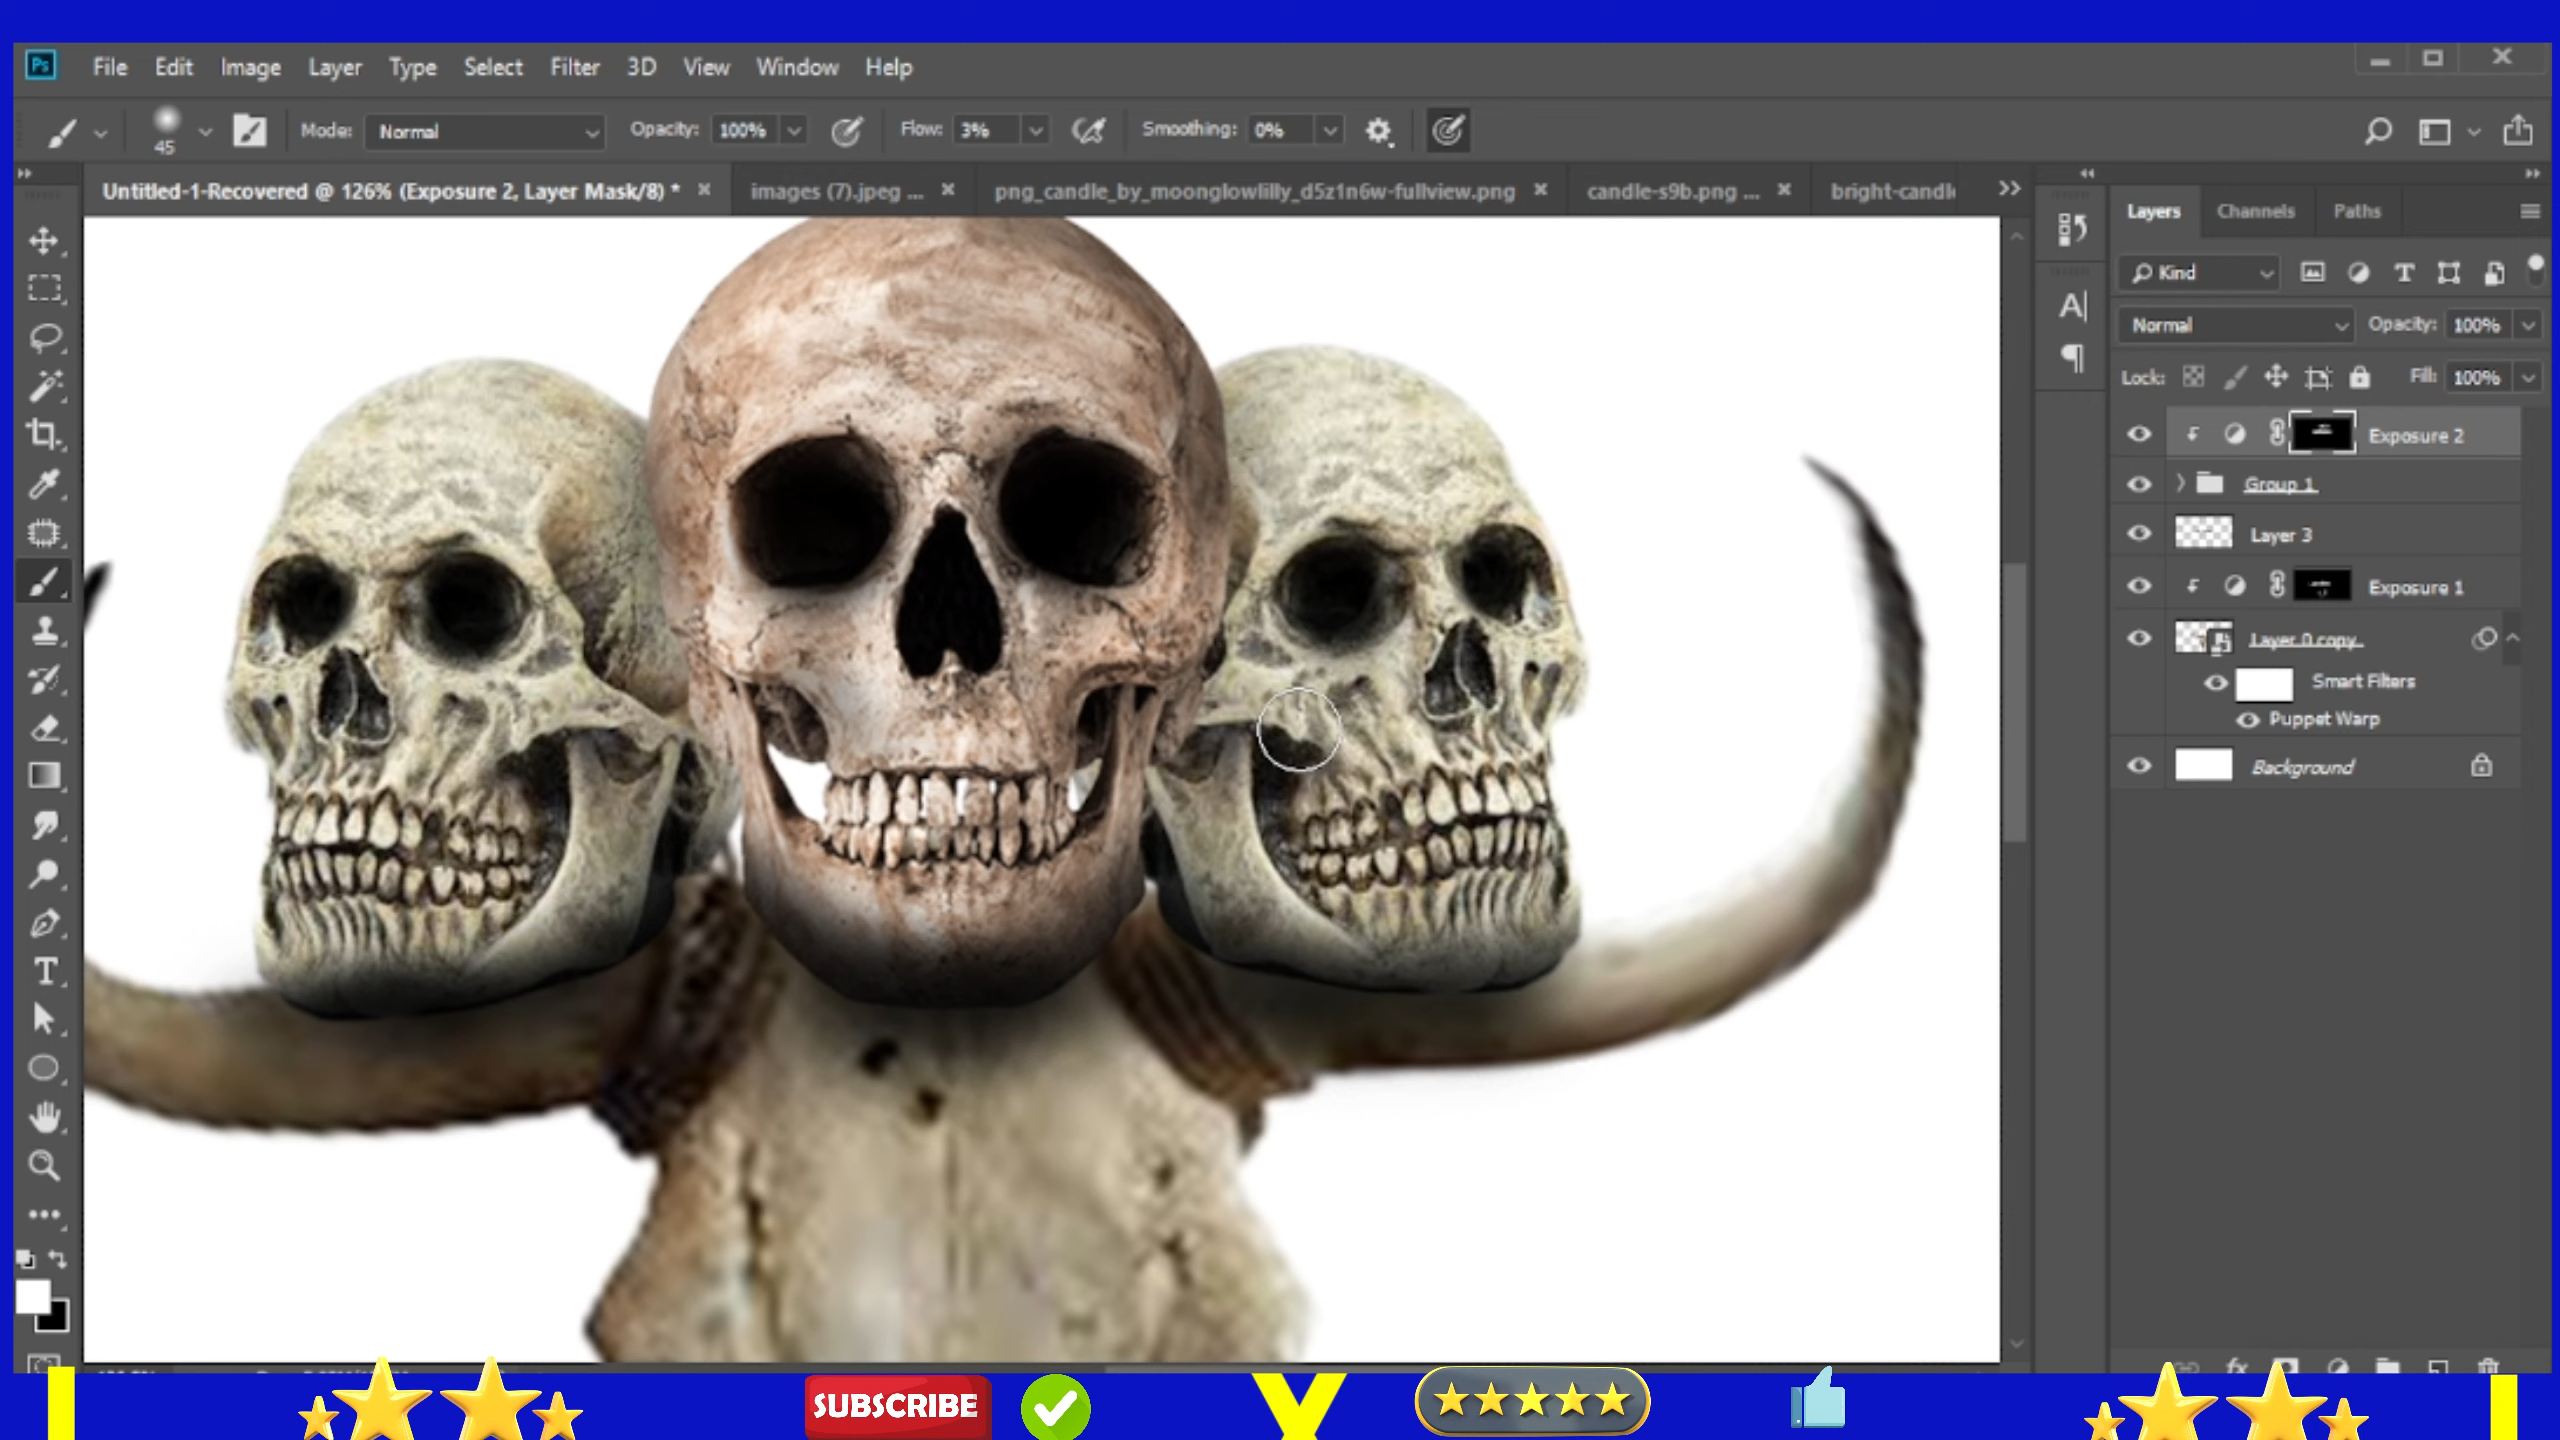 Ps File Edit Image Layer Type Select Filter 3D View Window Help
45 Mode: Normal Opacity: 100% Flow: 3% Smoothing: 0%
Untitled-1-Recovered @ 126% (Exposure 2, Layer Mask/8) * images (7).jpeg ... png_candle_by_moonglowlilly_d5z1n6w-fullview.png candle-s9b.png ... bright-candle
Layers Channels Paths
Kind
Normal Opacity: 100%
Lock: Fill: 100%
Exposure 2
Group 1
Layer 3
Exposure 1
Layer 0 copy
Smart Filters
Puppet Warp
Background
SUBSCRIBE